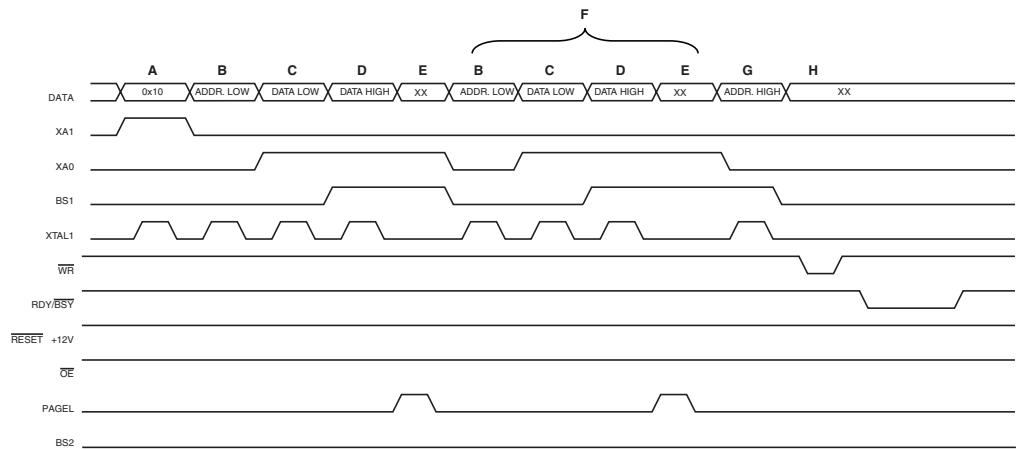 F
A B C D E B C D E G H
DATA 0x10 ADDR. LOW DATA LOW DATA HIGH XX ADDR. LOW DATA LOW DATA HIGH XX ADDR. HIGH XX
XA1
XA0
BS1
XTAL1
WR
RDY/BSY
RESET +12V
OE
PAGEL
BS2